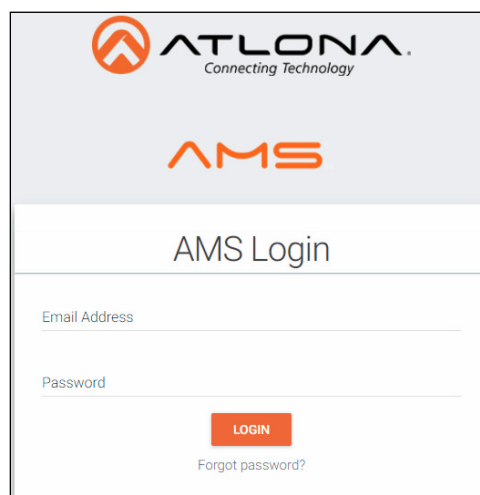 ATLONA.
Connecting Technology
AMS
AMS Login
Email Address
Password
LOGIN
Forgot password?